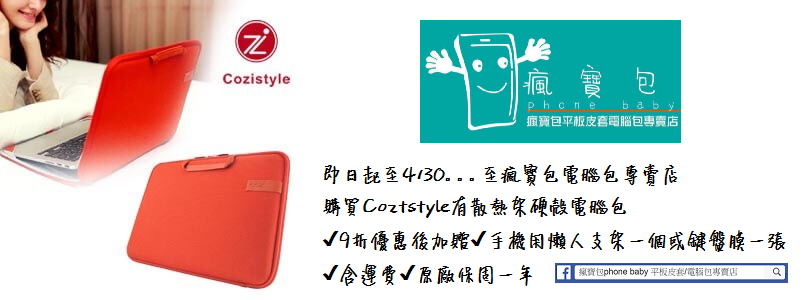 Cozistyle
瘋寶包
phone baby
瘋寶包平板皮套電腦包專賣店
即日起至4/30...至瘋寶包電腦包專賣店
購買Coztstyle有散熱架硬殼電腦包
✓9折優惠後加贈✓手機用懶人支架一個或鍵盤膜一張
✓含運費✓原廠保固一年
瘋寶包phone baby 平板皮套/電腦包專賣店